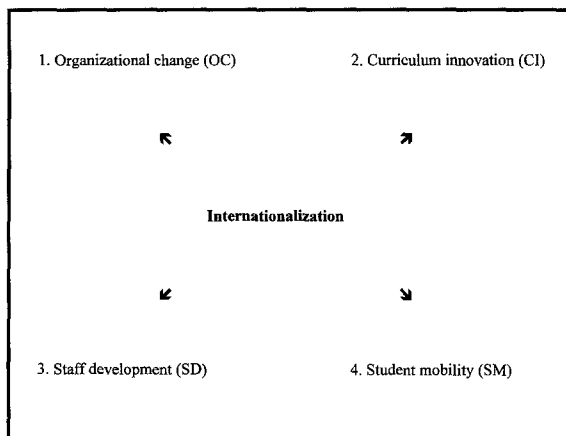 1. Organizational change (OC)
2. Curriculum innovation (CI)
Internationalization
3. Staff development (SD)
4. Student mobility (SM)